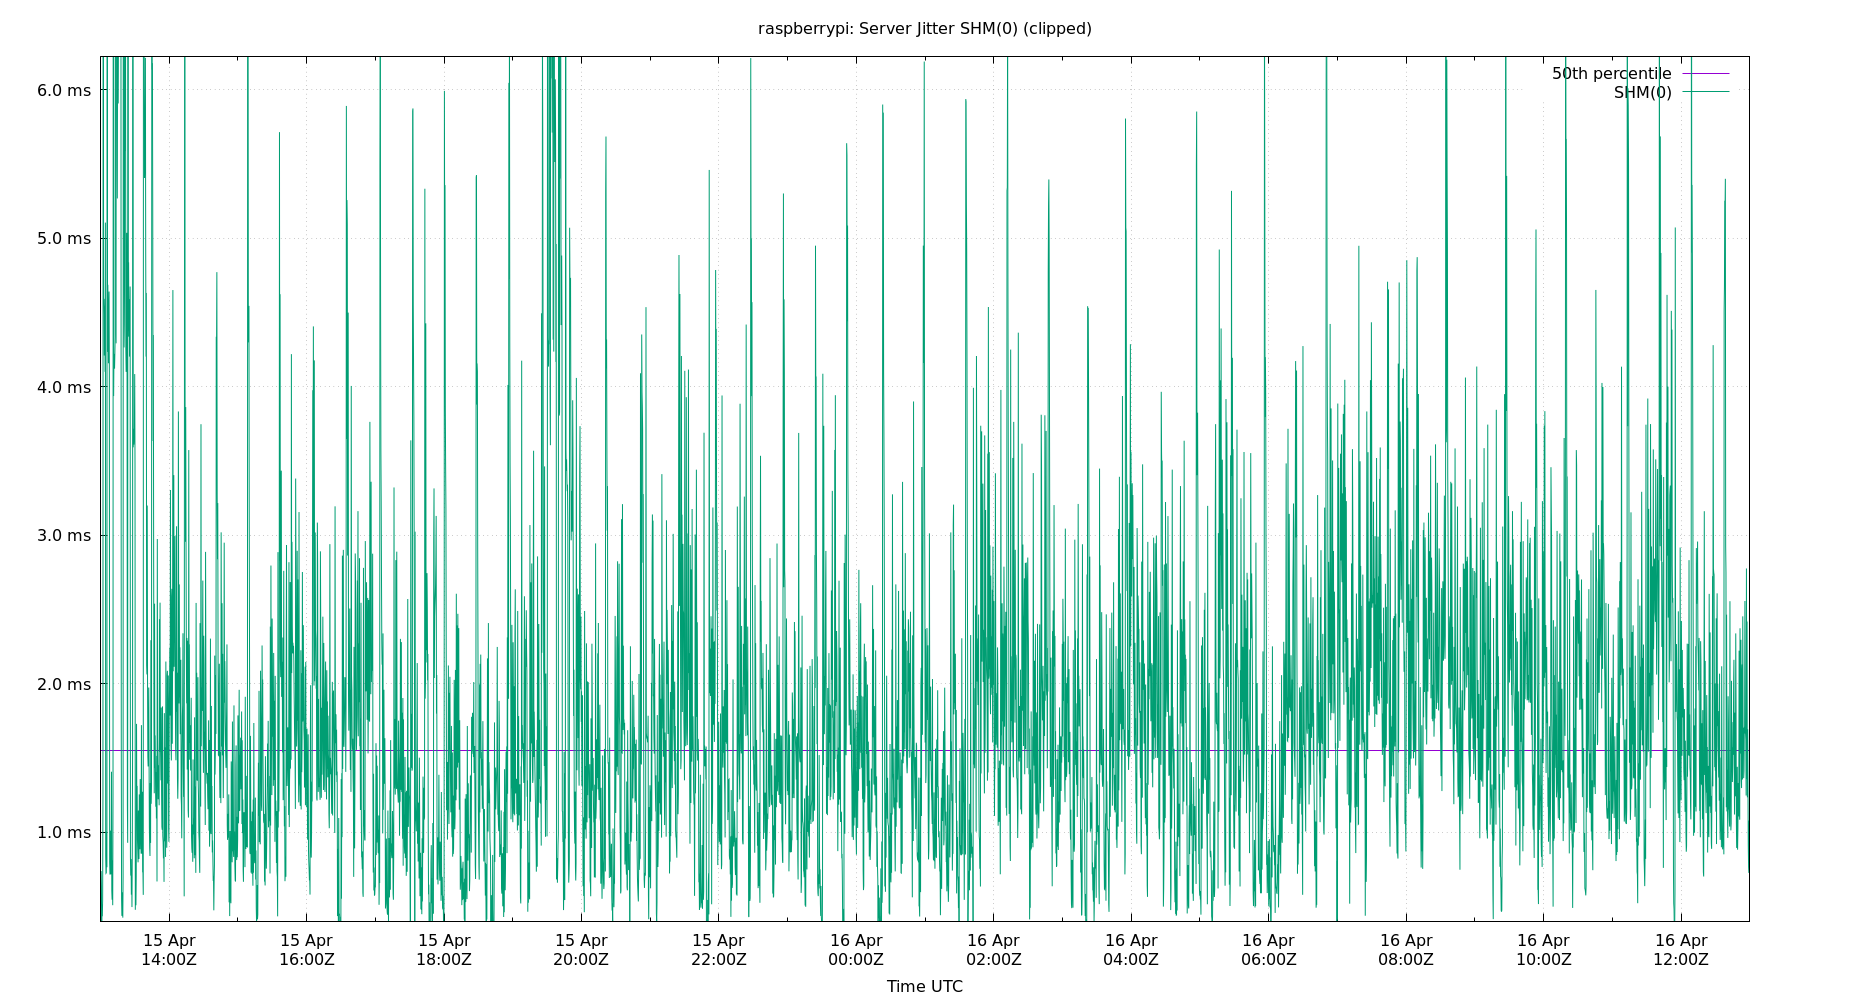 raspberrypi: Server Jitter SHM(0) (clipped)
50th percentile
SHM(0)
6.0 ms
5.0 ms
4.0 ms
3.0 ms
2.0 ms
1.0 ms
15 Apr 15 Apr 15 Apr 15 Apr 15 Apr 16 Apr 16 Apr 16 Apr 16 Apr 16 Apr 16 Apr 16 Apr
14:00Z 16:00Z 18:00Z 20:00Z 22:00Z 00:00Z 02:00Z 04:00Z 06:00Z 08:00Z 10:00Z 12:00Z
Time UTC